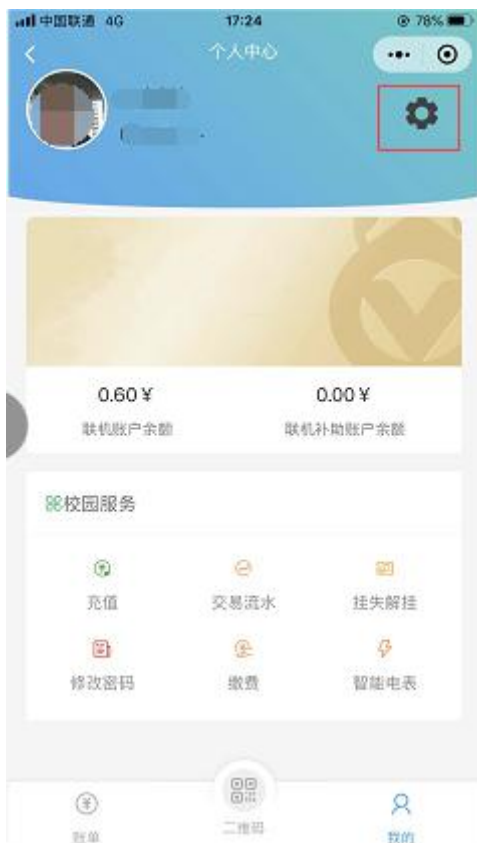 中国联通 4G 17:24 78%
个人中心
0.60¥ 0.00¥
联机账户余额 联机补助账户余额
校园服务
充值 交易流水 挂失解挂
修改密码 缴费 智能电表
账单 二维码 我的